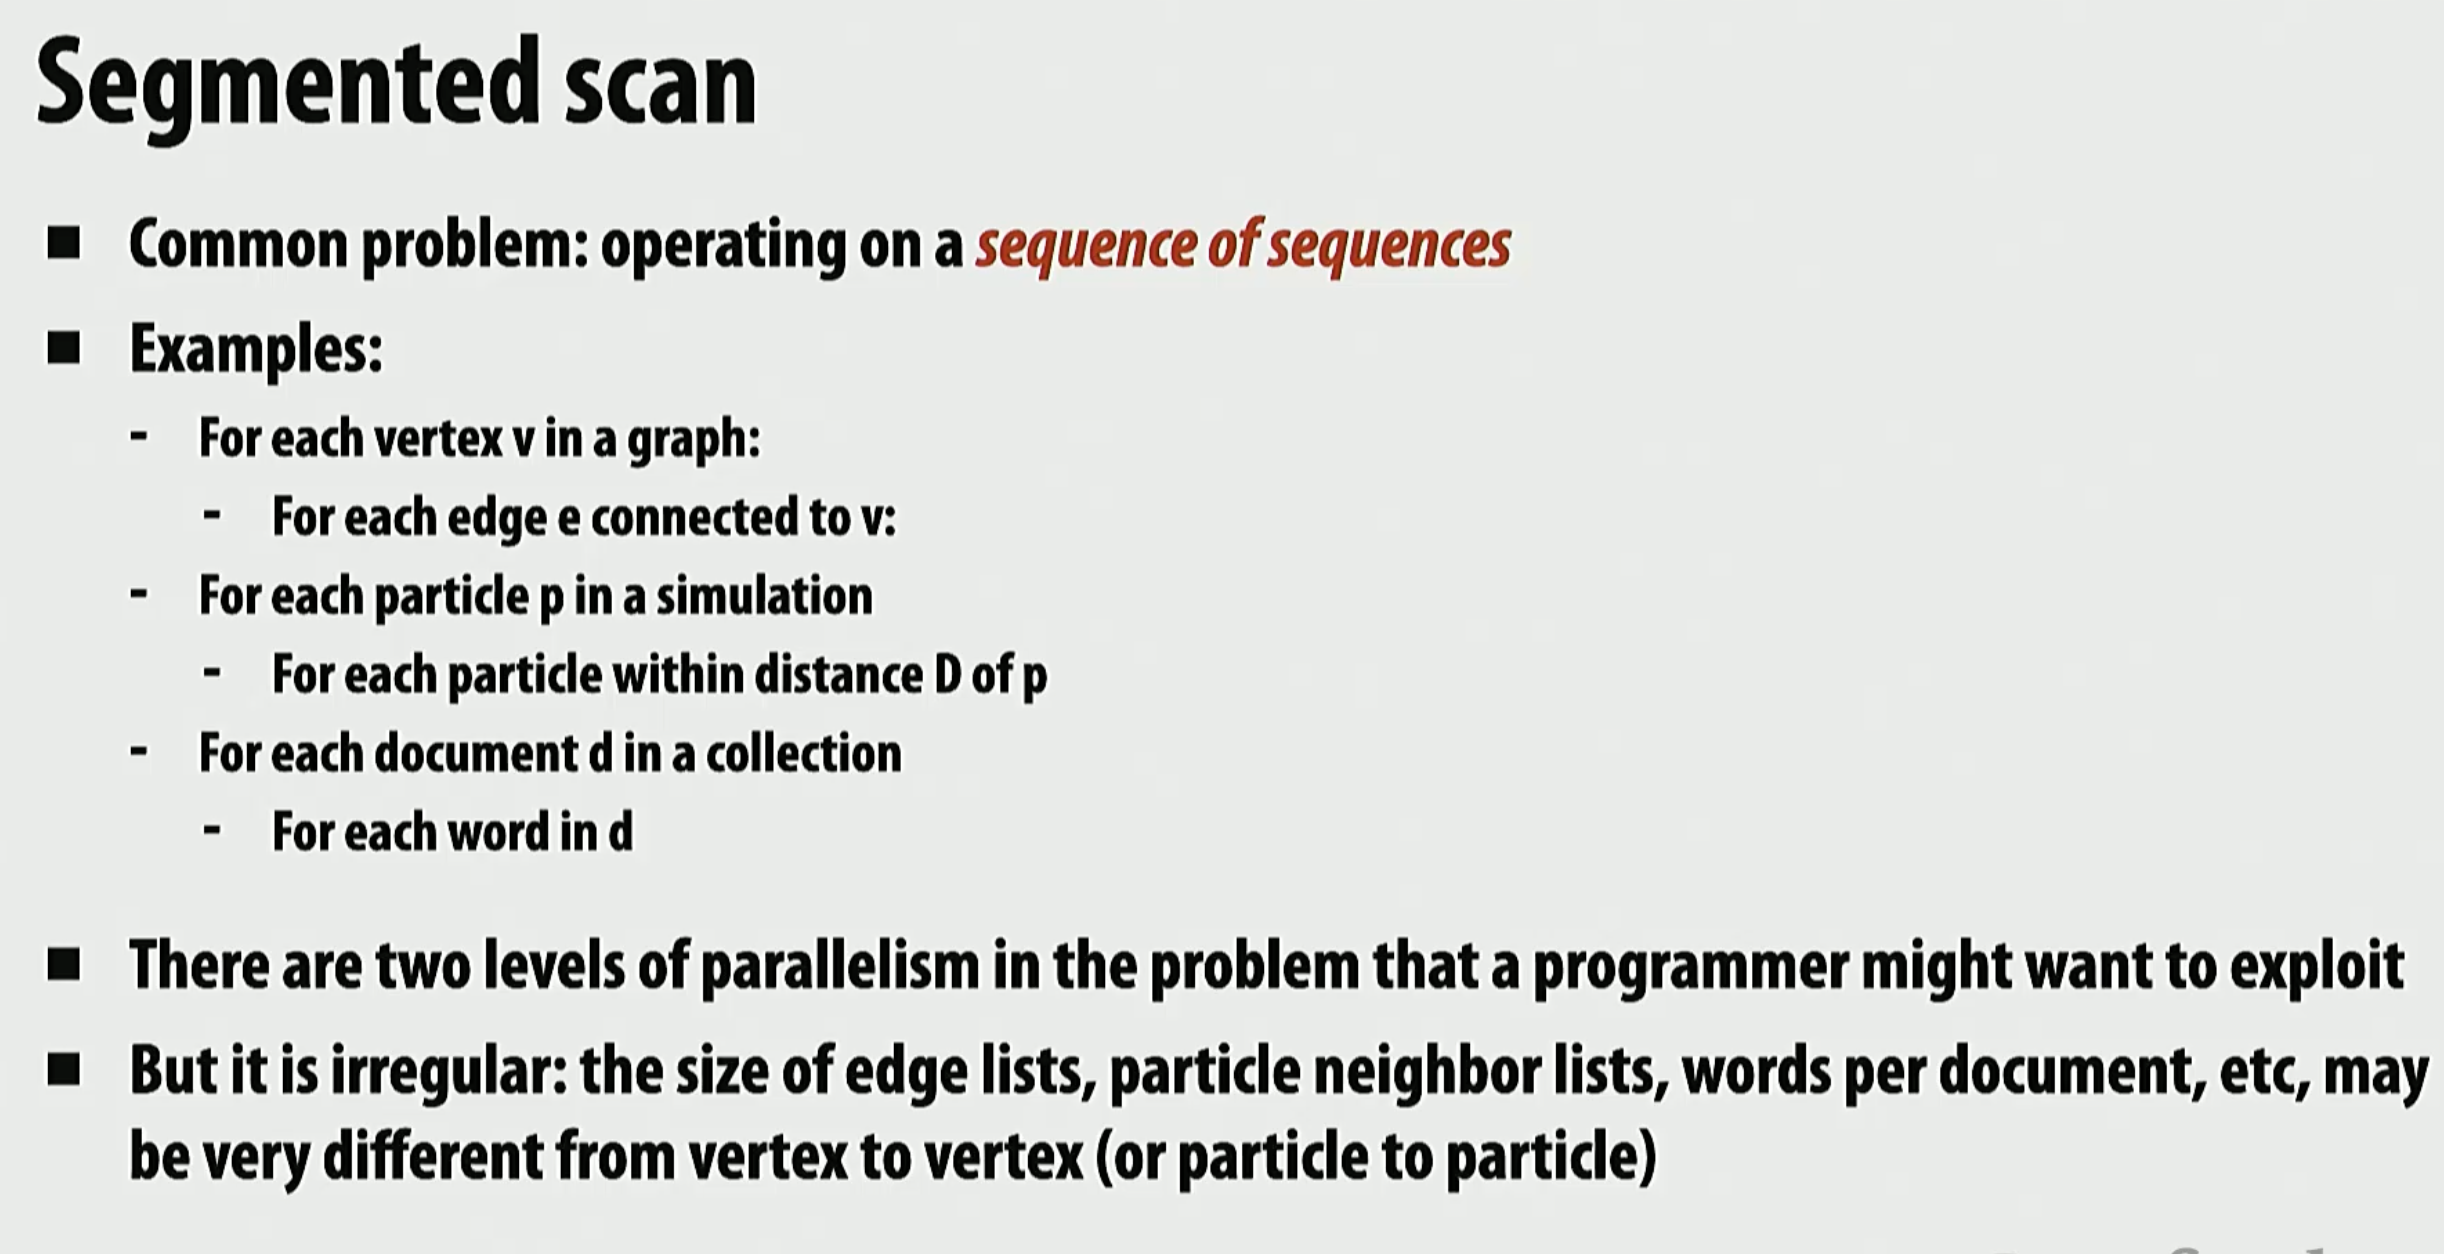 Segmented scan
■ Common problem: operating on a sequence of sequences
■ Examples:
- For each vertex v in a graph:
- For each edge e connected to v:
- For each particle p in a simulation
- For each particle within distance D of p
- For each document d in a collection
- For each word in d
■ There are two levels of parallelism in the problem that a programmer might want to exploit
■ But it is irregular: the size of edge lists, particle neighbor lists, words per document, etc, may
be very different from vertex to vertex (or particle to particle)